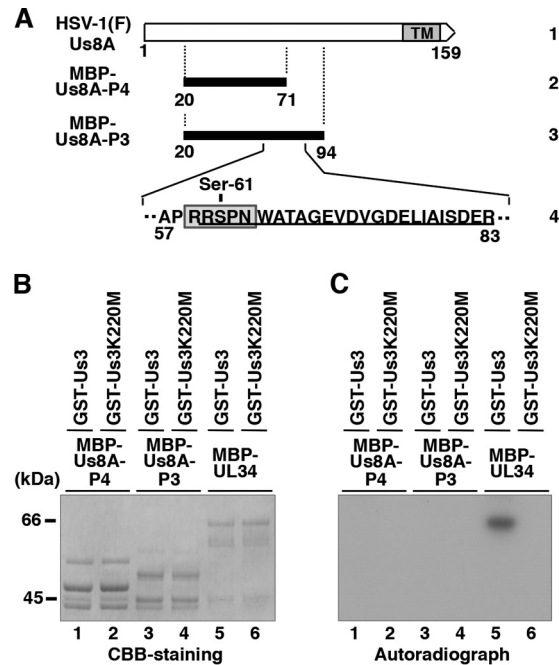 A
HSV-1(F)
Us8A
TM
1
159
1
MBP-
Us8A-P4
20
71
2
MBP-
Us8A-P3
20
94
3
Ser-61
··AP RRSPNWATAGEVDVGDELIAISDER··
57
83
4
B
GST-Us3
GST-Us3K220M
GST-Us3
GST-Us3K220M
GST-Us3
GST-Us3K220M
MBP-
Us8A-
P4
MBP-
Us8A-
P3
MBP-
UL34
(kDa)
66
45
1 2 3 4 5 6
CBB-staining
C
GST-Us3
GST-Us3K220M
GST-Us3
GST-Us3K220M
GST-Us3
GST-Us3K220M
MBP-
Us8A-
P4
MBP-
Us8A-
P3
MBP-
UL34
1 2 3 4 5 6
Autoradiograph